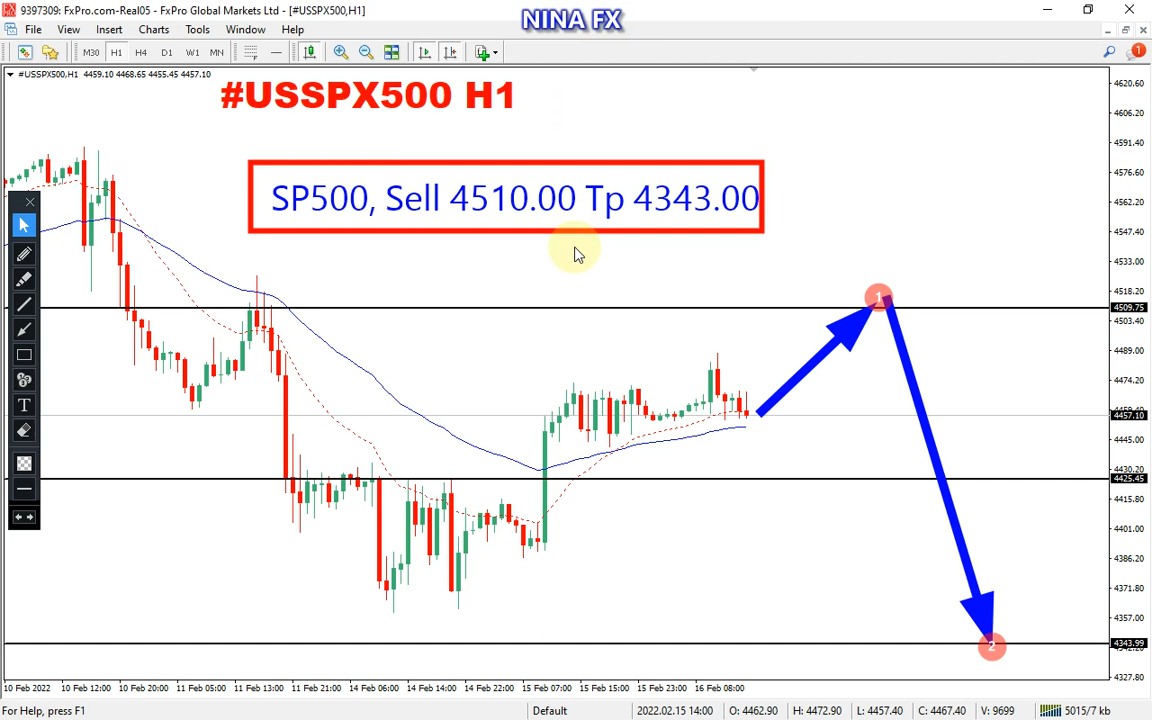 9397309: FxPro.com-Real05 - FxPro Global Markets Ltd - [#USSPX500,H1]
NINA FX
File View Insert Charts Tools Window Help
M30 H1 H4 D1 W1 MN
1
#USSPX500,H1 4459.10 4468.65 4455.45 4457.10
#USSPX500 H1
SP500, Sell 4510.00 Tp 4343.00
T
1
2
4620.60
4606.20
4591.40
4576.60
4562.20
4547.40
4533.00
4518.20
4509.75
4503.40
4489.00
4474.20
4457.10
4445.00
4430.20
4425.45
4415.80
4401.00
4386.20
4371.80
4357.00
4343.99
4327.80
10 Feb 2022 10 Feb 12:00 10 Feb 20:00 11 Feb 05:00 11 Feb 13:00 11 Feb 21:00 14 Feb 06:00 14 Feb 14:00 14 Feb 22:00 15 Feb 07:00 15 Feb 15:00 15 Feb 23:00 16 Feb 08:00
For Help, press F1 Default 2022.02.15 14:00 O: 4462.90 H: 4472.90 L: 4457.40 C: 4467.40 V: 9699 5015/7 kb